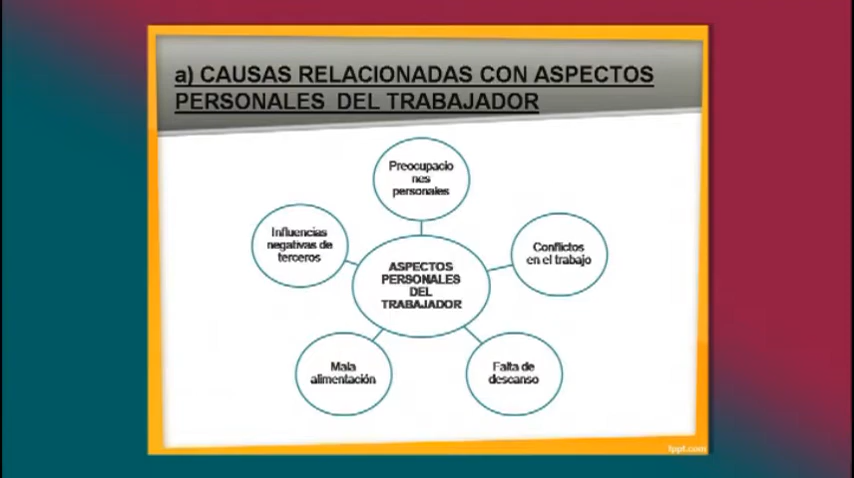 a) CAUSAS RELACIONADAS CON ASPECTOS
PERSONALES DEL TRABAJADOR
Preocupacio
nes
personales
Influencias
negativas de
terceros
Conflictos
en el trabajo
ASPECTOS
PERSONALES
DEL
TRABAJADOR
Mala
alimentación
Falta de
descanso
fppt.com